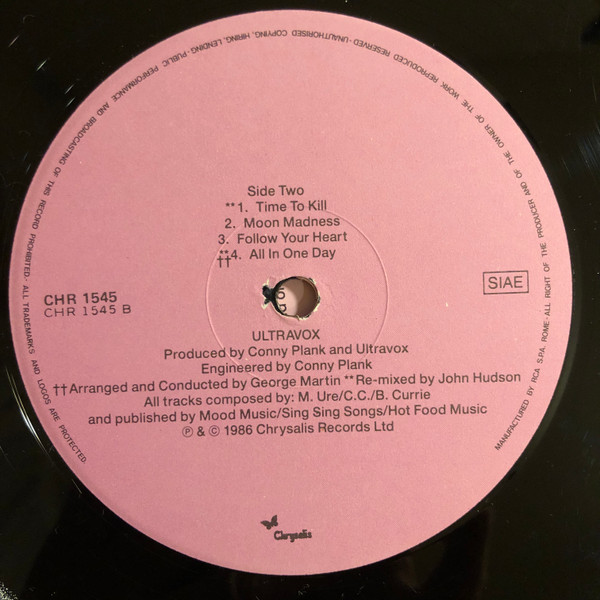 REPRODUCED RESERVED · UNAUTHORISED COPYING, HIRING, LENDING · PUBLIC PERFORMANCE AND BROADCASTING OF THIS RECORD PROHIBITED · ALL TRADEMARKS AND LOGOS ARE PROTECTED.
MANUFACTURED BY RCA S.P.A. ROME · ALL RIGHT OF THE PRODUCER AND OF THE OWNER OF THE WORK
Side Two
**1. Time To Kill
2. Moon Madness
3. Follow Your Heart
††**4. All In One Day
CHR 1545
CHR 1545 B
SIAE
ULTRAVOX
Produced by Conny Plank and Ultravox
Engineered by Conny Plank
††Arranged and Conducted by George Martin **Re-mixed by John Hudson
All tracks composed by: M. Ure/C.C./B. Currie
and published by Mood Music/Sing Sing Songs/Hot Food Music
Ⓟ & © 1986 Chrysalis Records Ltd
Chrysalis